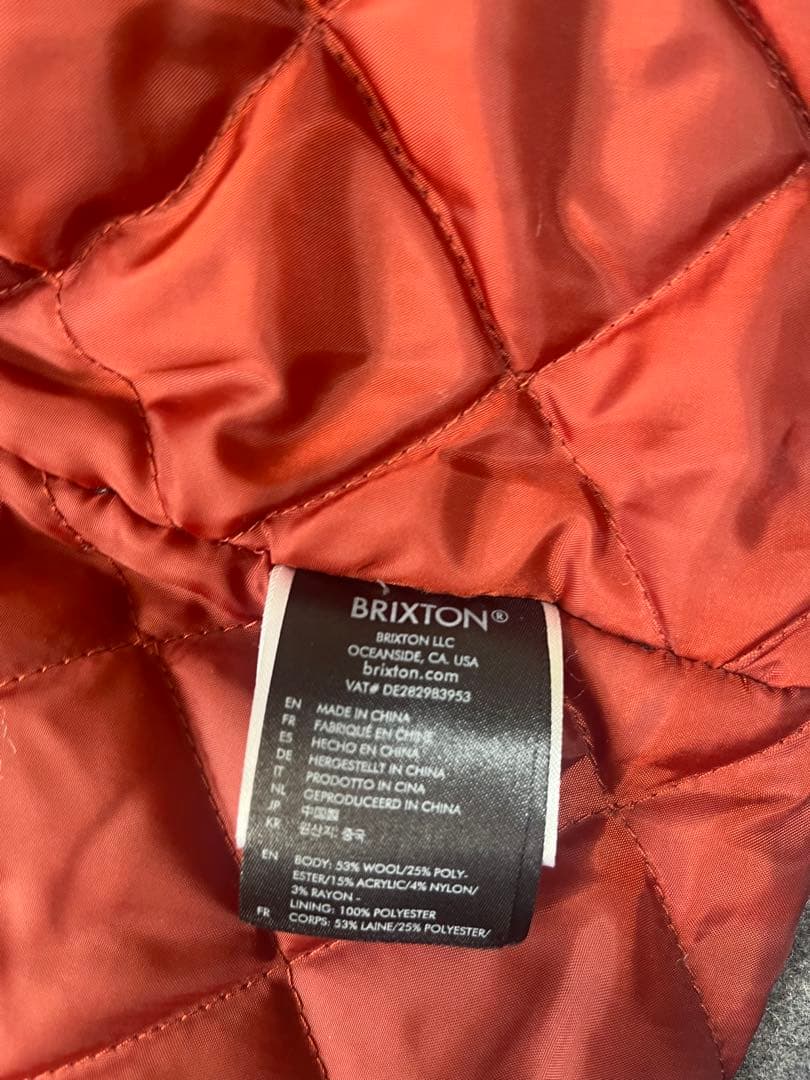 BRIXTON®
BRIXTON LLC
OCEANSIDE, CA. USA
brixton.com
VAT# DE282983953
EN MADE IN CHINA
FR FABRIQUÉ EN CHINE
ES HECHO EN CHINA
DE HERGESTELLT IN CHINA
IT PRODOTTO IN CINA
NL GEPRODUCEERD IN CHINA
JP 中国製
KR 원산지: 중국
EN BODY: 53% WOOL/25% POLY-
ESTER/15% ACRYLIC/4% NYLON/
3% RAYON -
LINING: 100% POLYESTER
FR CORPS: 53% LAINE/25% POLYESTER/